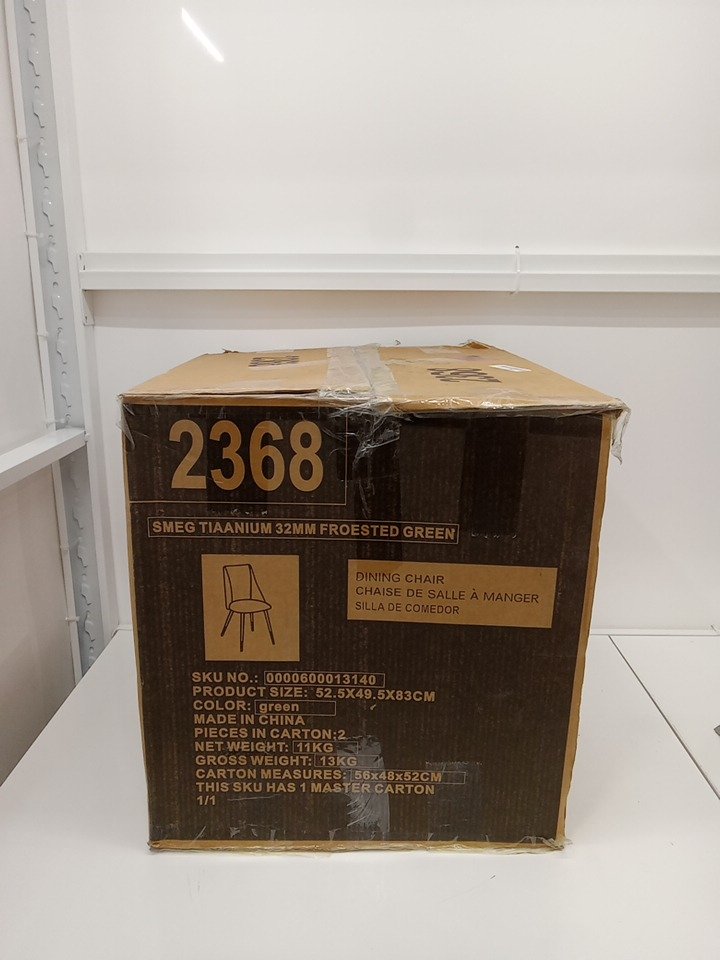 2368
SMEG TIAANIUM 32MM FROESTED GREEN
DINING CHAIR
CHAISE DE SALLE À MANGER
SILLA DE COMEDOR
SKU NO.: 0000600013140
PRODUCT SIZE: 52.5X49.5X83CM
COLOR: green
MADE IN CHINA
PIECES IN CARTON:2
NET WEIGHT: 11KG
GROSS WEIGHT: 13KG
CARTON MEASURES: 56x48x52CM
THIS SKU HAS 1 MASTER CARTON
1/1